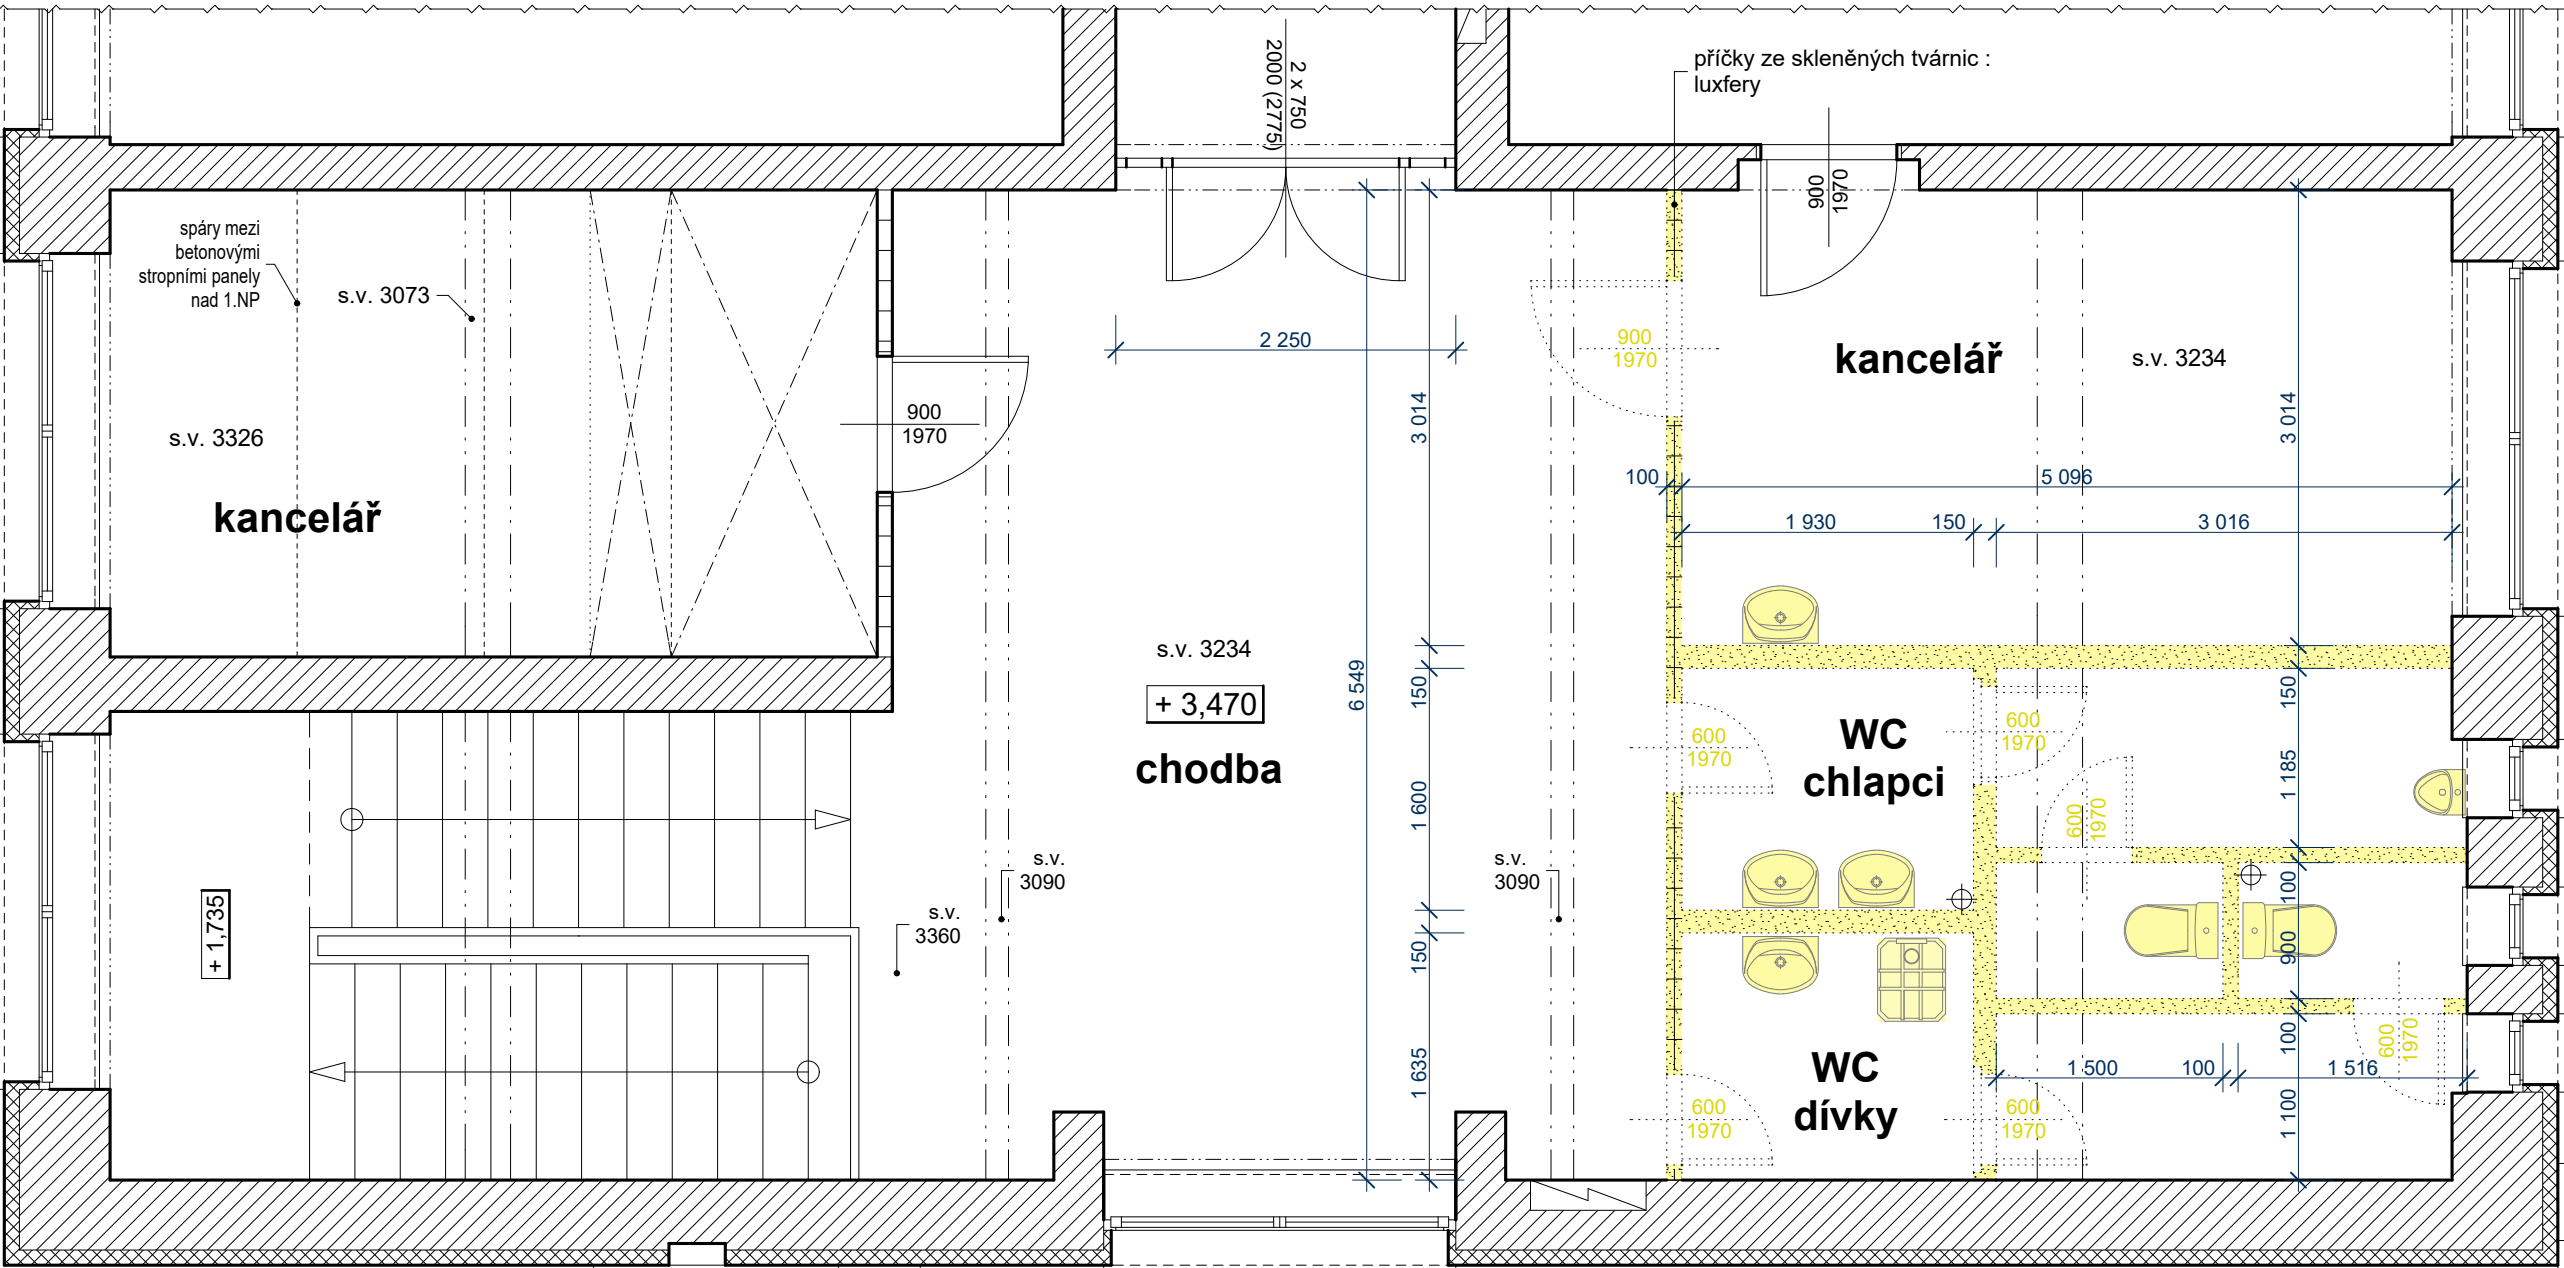 2 x 750
2000 (2775)
příčky ze skleněných tvárnic :
luxfery
900
1970
spáry mezi
betonovými
stropními panely
nad 1.NP
s.v. 3073
s.v. 3326
kancelář
900
1970
2 250
900
1970
kancelář
s.v. 3234
3 014
3 014
100
5 096
1 930
150
3 016
s.v. 3234
+ 3,470
chodba
6 549
150
1 600
150
1 635
s.v.
3090
s.v.
3360
s.v.
3090
+ 1,735
600
1970
WC
chlapci
600
1970
600
1970
150
1 185
100
900
100
1 100
WC
dívky
600
1970
600
1970
1 500
100
1 516
600
1970